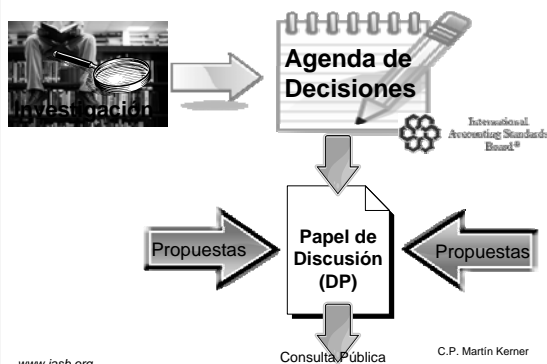 Investigación
Agenda de
Decisiones
International
Accounting Standards
Board®
Propuestas
Papel de
Discusión
(DP)
Propuestas
Consulta Pública
www.iasb.org
C.P. Martín Kerner